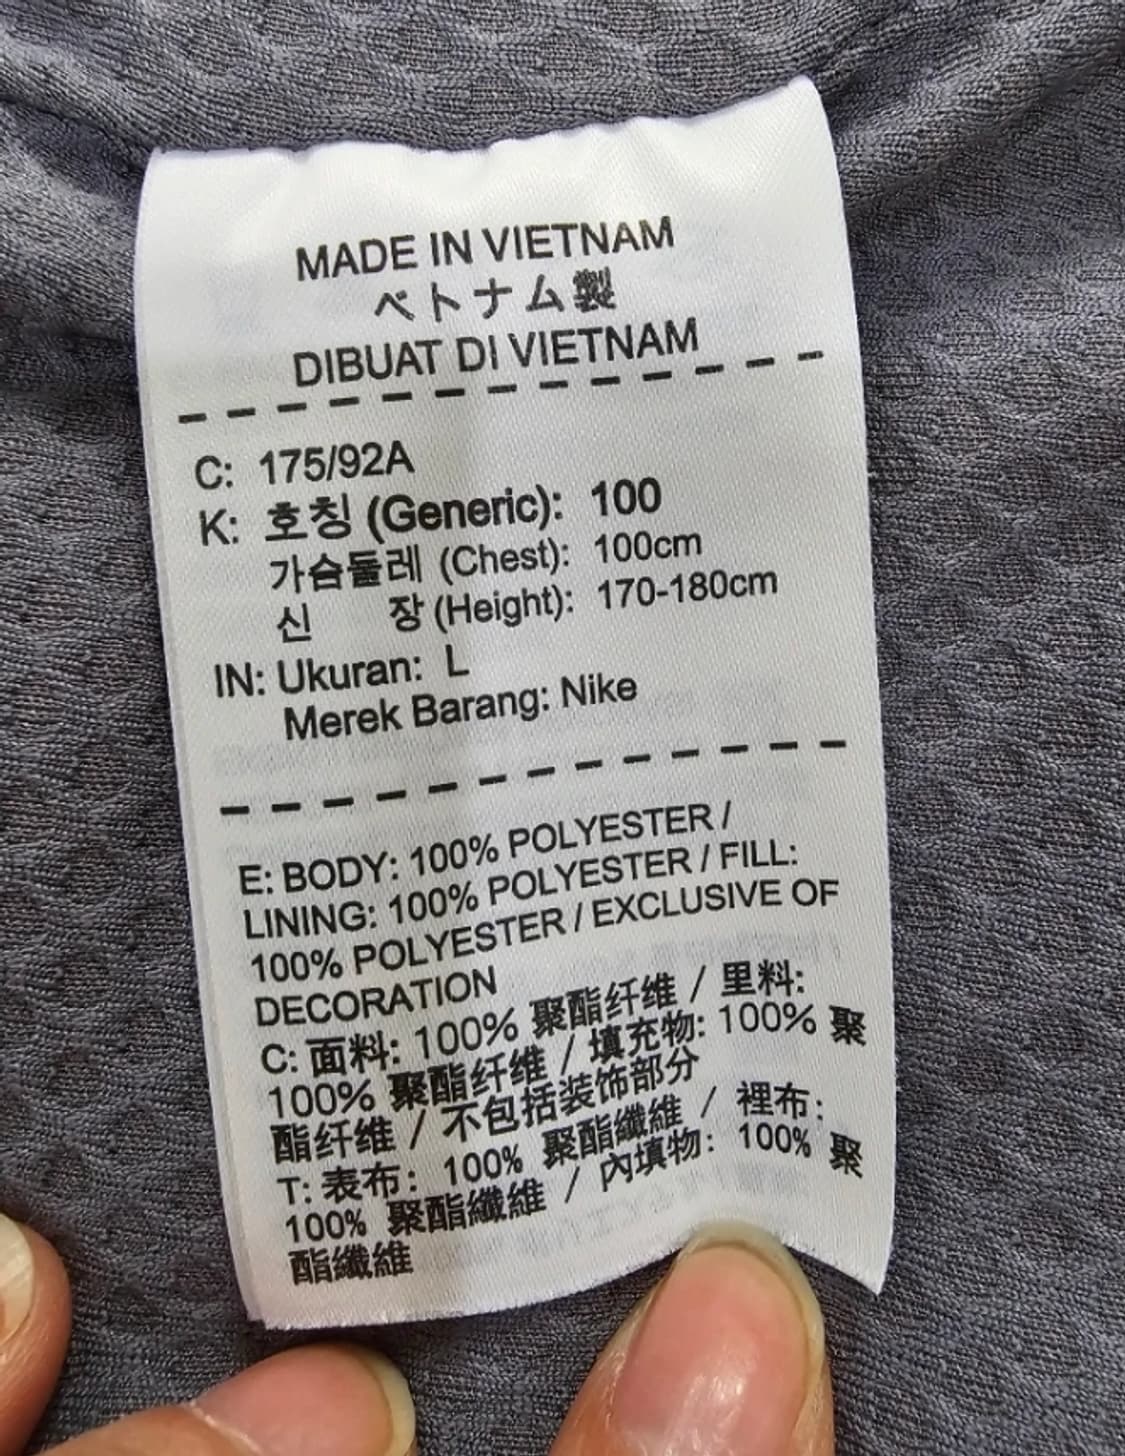 MADE IN VIETNAM
ベトナム製
DIBUAT DI VIETNAM
C: 175/92A
K: 호칭 (Generic): 100
가슴둘레 (Chest): 100cm
신 장 (Height): 170-180cm
IN: Ukuran: L
Merek Barang: Nike
E: BODY: 100% POLYESTER /
LINING: 100% POLYESTER / FILL:
100% POLYESTER / EXCLUSIVE OF
DECORATION
C: 面料: 100% 聚酯纤维 / 里料:
100% 聚酯纤维 / 填充物: 100% 聚
酯纤维 / 不包括装饰部分
T: 表布: 100% 聚酯纖維 / 裡布:
100% 聚酯纖維 / 內填物: 100% 聚
酯纖維